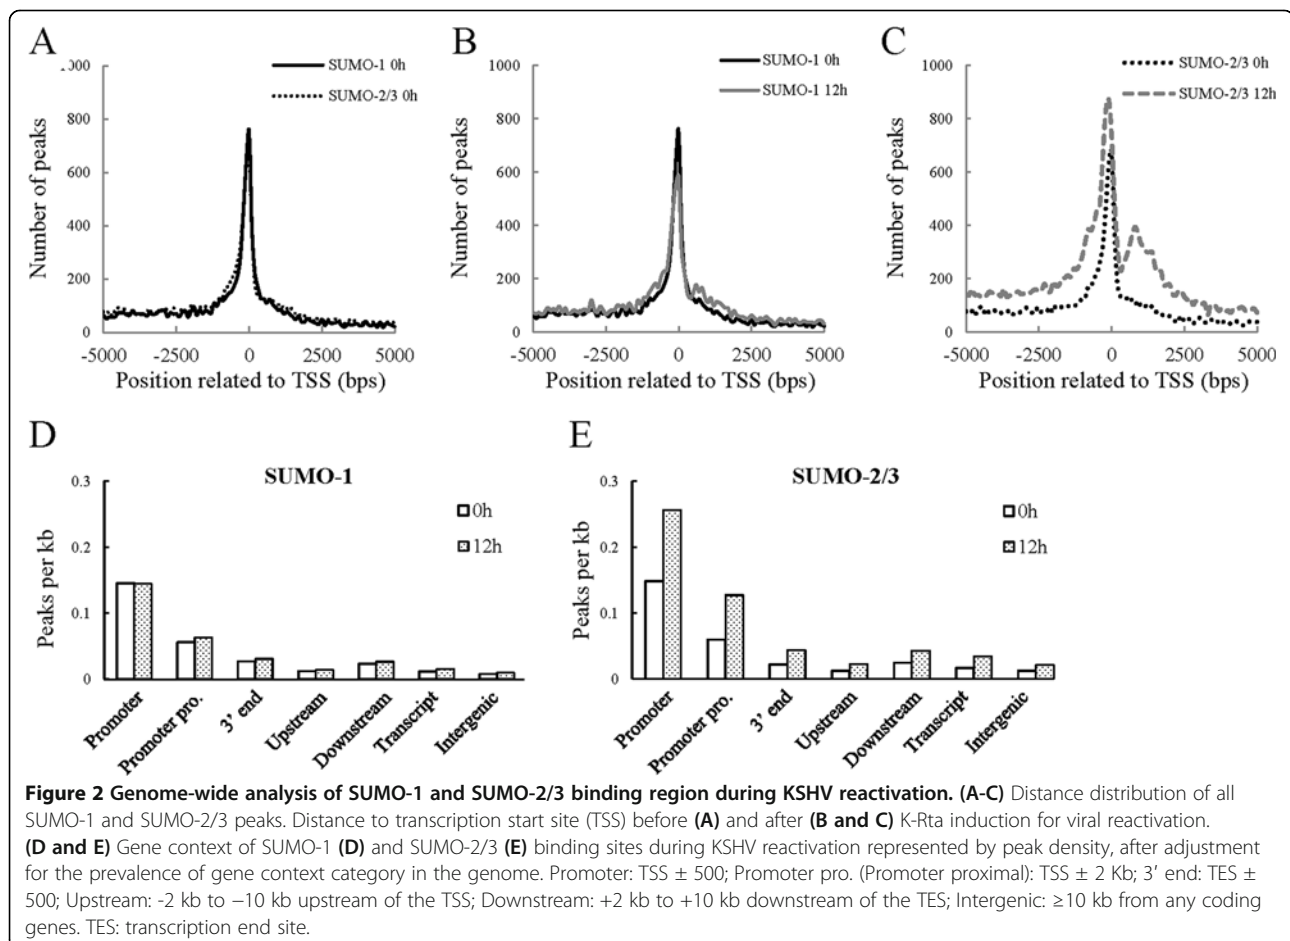 A
1000
800
600
400
200
0
-5000 -2500 0 2500 5000
Number of peaks
Position related to TSS (bps)
SUMO-1 0h
SUMO-2/3 0h
B
1000
800
600
400
200
0
-5000 -2500 0 2500 5000
Number of peaks
Position related to TSS (bps)
SUMO-1 0h
SUMO-1 12h
C
1000
800
600
400
200
0
-5000 -2500 0 2500 5000
Number of peaks
Position related to TSS (bps)
SUMO-2/3 0h
SUMO-2/3 12h
D
SUMO-1
0.3
0.2
0.1
0
Peaks per kb
0h
12h
Promoter
Promoter pro.
3’ end
Upstream
Downstream
Transcript
Intergenic
E
SUMO-2/3
0.3
0.2
0.1
0
Peaks per kb
0h
12h
Promoter
Promoter pro.
3’ end
Upstream
Downstream
Transcript
Intergenic
Figure 2 Genome-wide analysis of SUMO-1 and SUMO-2/3 binding region during KSHV reactivation. (A-C) Distance distribution of all
SUMO-1 and SUMO-2/3 peaks. Distance to transcription start site (TSS) before (A) and after (B and C) K-Rta induction for viral reactivation.
(D and E) Gene context of SUMO-1 (D) and SUMO-2/3 (E) binding sites during KSHV reactivation represented by peak density, after adjustment
for the prevalence of gene context category in the genome. Promoter: TSS ± 500; Promoter pro. (Promoter proximal): TSS ± 2 Kb; 3′ end: TES ±
500; Upstream: -2 kb to −10 kb upstream of the TSS; Downstream: +2 kb to +10 kb downstream of the TES; Intergenic: ≥10 kb from any coding
genes. TES: transcription end site.